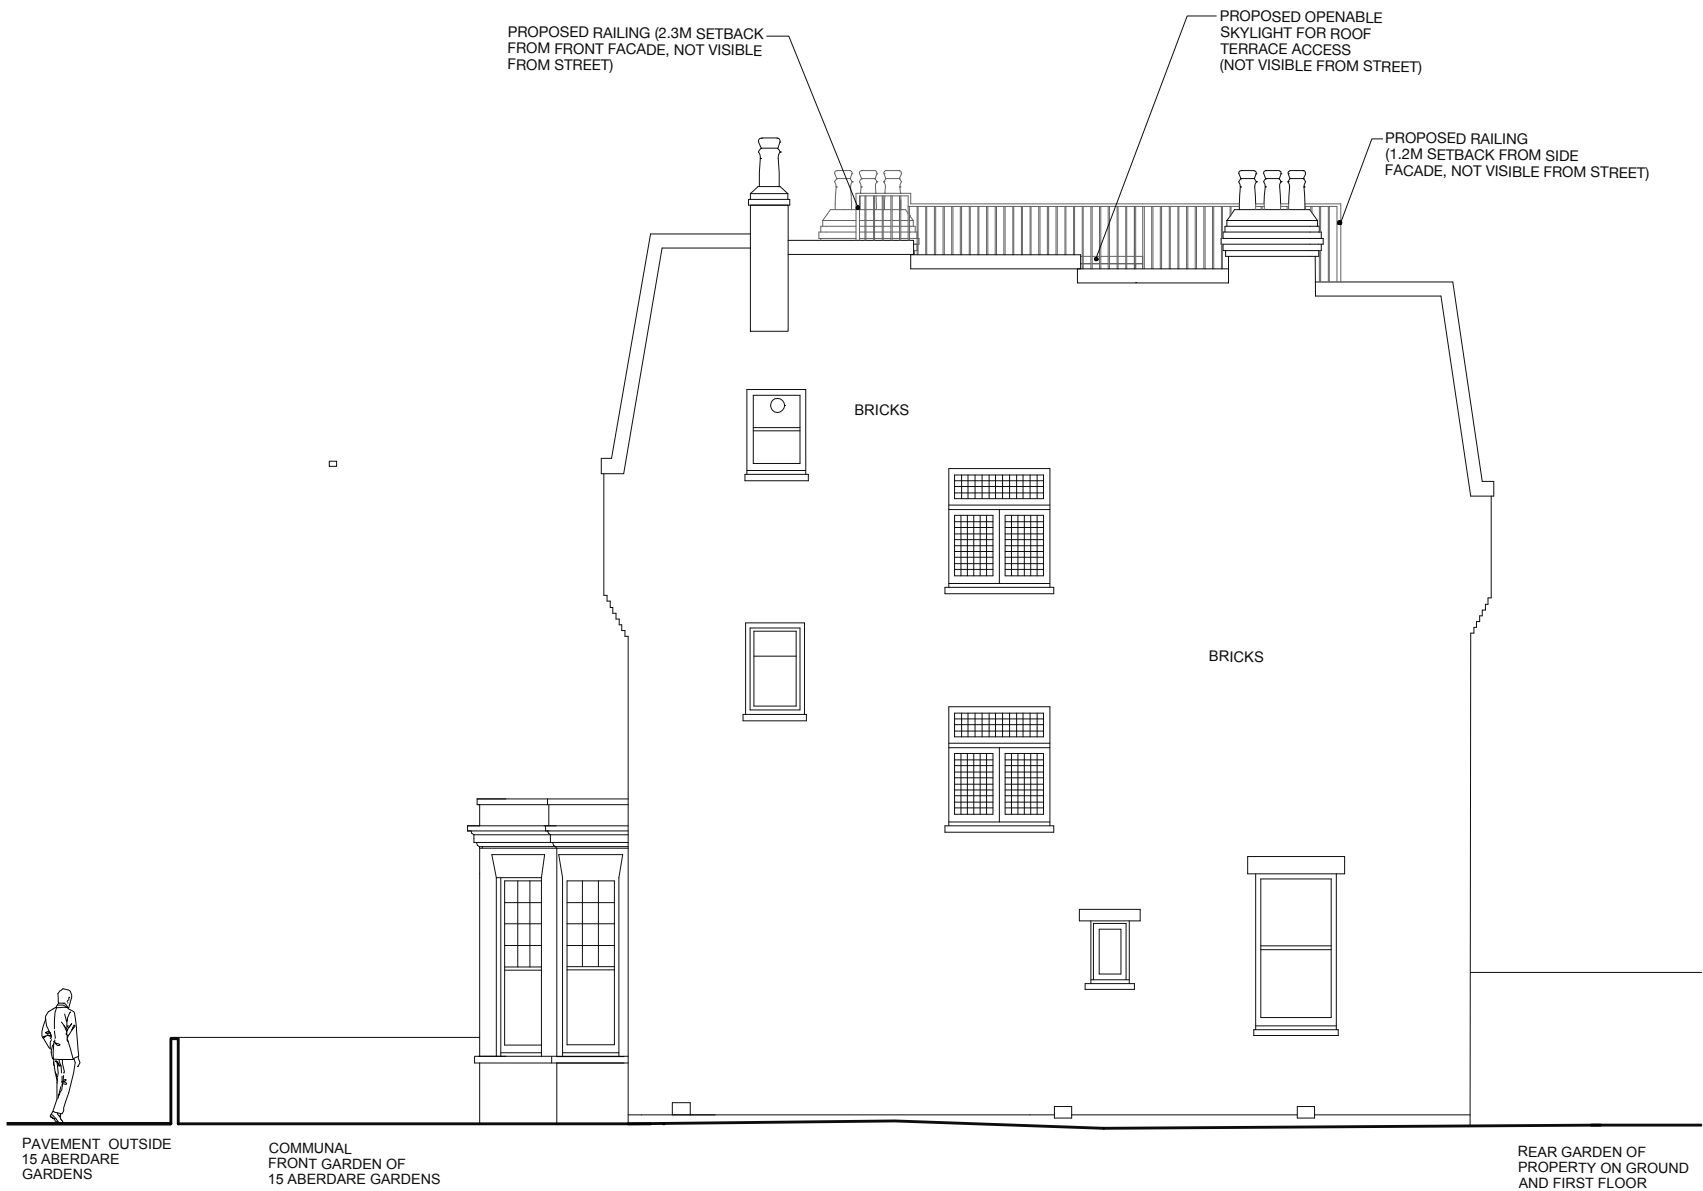 PROPOSED RAILING (2.3M SETBACK
FROM FRONT FACADE, NOT VISIBLE
FROM STREET)
PROPOSED OPENABLE
SKYLIGHT FOR ROOF
TERRACE ACCESS
(NOT VISIBLE FROM STREET)
PROPOSED RAILING
(1.2M SETBACK FROM SIDE
FACADE, NOT VISIBLE FROM STREET)
BRICKS
BRICKS
PAVEMENT OUTSIDE
15 ABERDARE
GARDENS
COMMUNAL
FRONT GARDEN OF
15 ABERDARE GARDENS
REAR GARDEN OF
PROPERTY ON GROUND
AND FIRST FLOOR